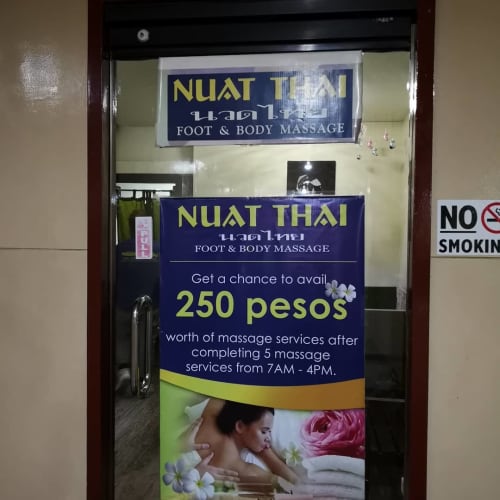 NUAT THAI
นวดไทย
FOOT & BODY MASSAGE
NUAT THAI
นวดไทย
FOOT & BODY MASSAGE
Get a chance to avail
250 pesos
worth of massage services after
completing 5 massage
services from 7AM - 4PM.
PULL
NO
SMOKIN